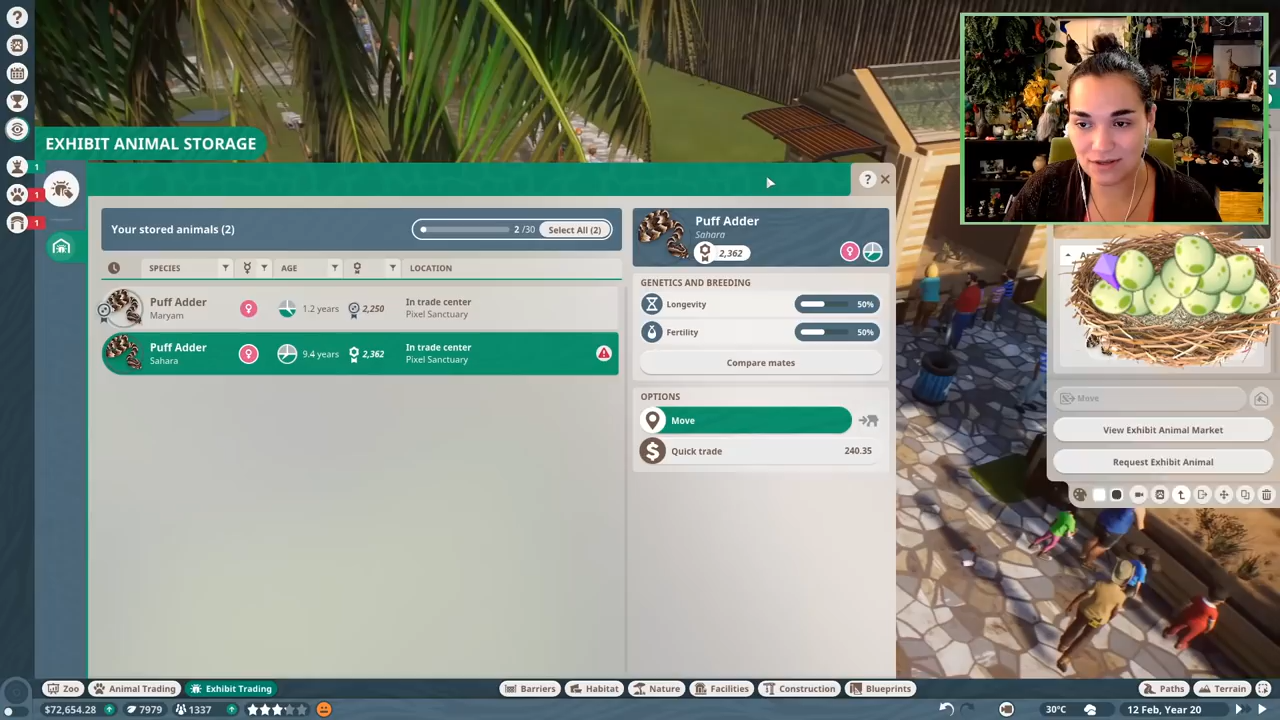 EXHIBIT ANIMAL STORAGE
?
1
1
1
Your stored animals (2)
2 /30
Select All (2)
SPECIES
AGE
LOCATION
Puff Adder
Maryam
1.2 years
2,250
In trade center
Pixel Sanctuary
Puff Adder
Sahara
9.4 years
2,362
In trade center
Pixel Sanctuary
?
Puff Adder
Sahara
2,362
GENETICS AND BREEDING
Longevity
50%
Fertility
50%
Compare mates
OPTIONS
Move
$ Quick trade
240.35
Move
View Exhibit Animal Market
Request Exhibit Animal
Zoo
Animal Trading
Exhibit Trading
Barriers
Habitat
Nature
Facilities
Construction
Blueprints
Paths
Terrain
$72,654.28
7979
1337
30°C
12 Feb, Year 20